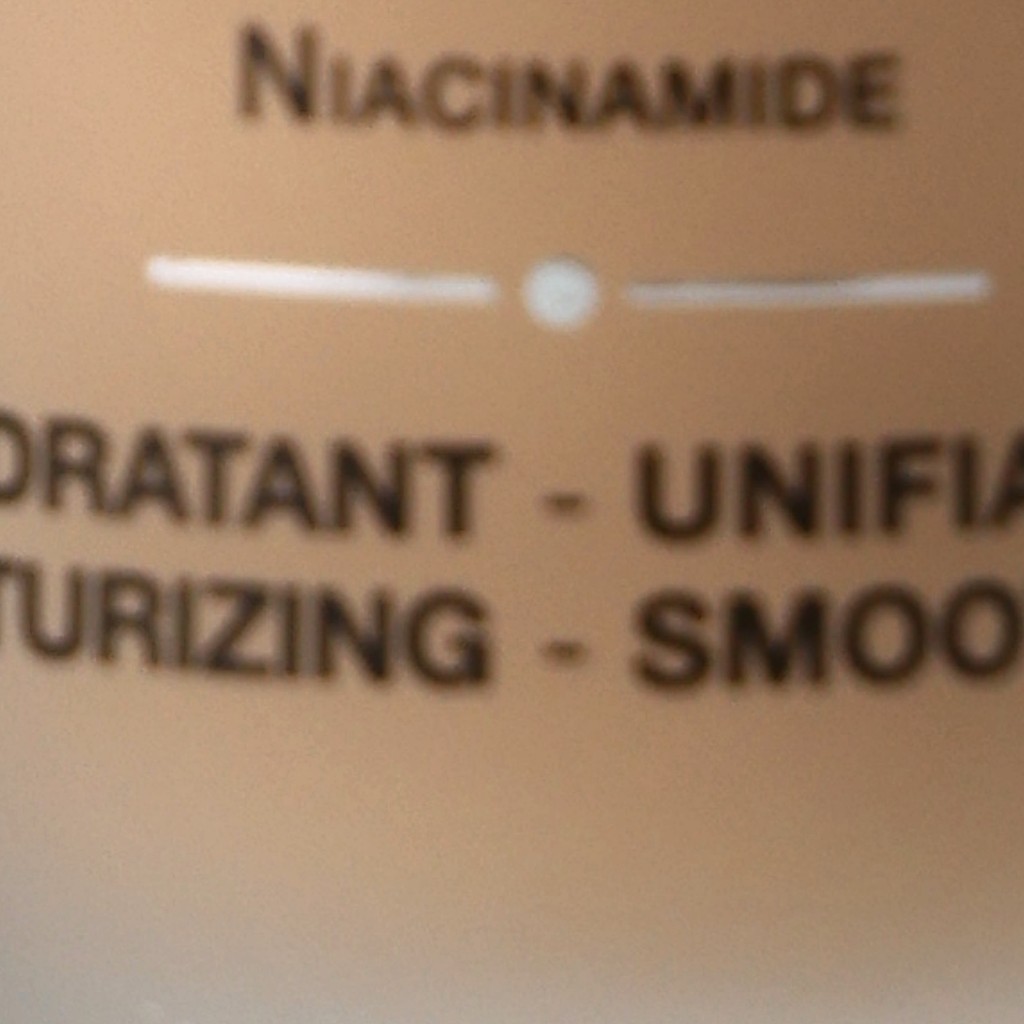 NIACINAMIDE
DRATANT - UNIFIA
TURIZING - SMOO